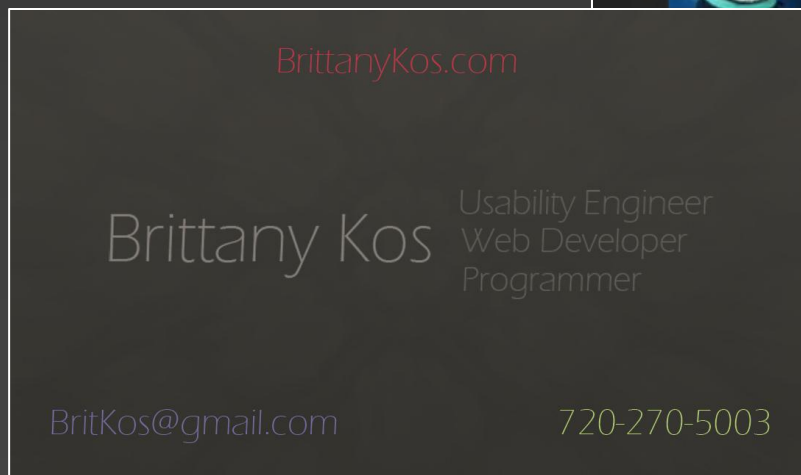 BrittanyKos.com
Brittany Kos
Usability Engineer
Web Developer
Programmer
BritKos@gmail.com
720-270-5003